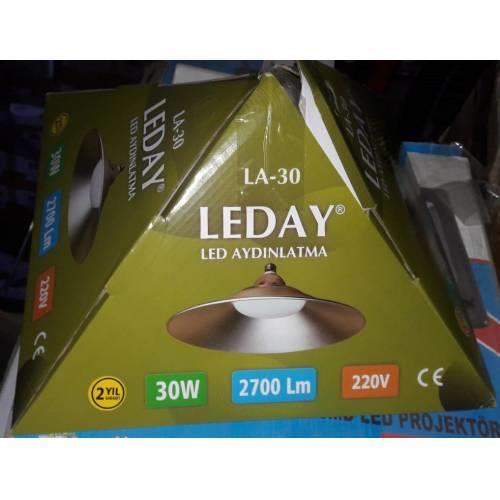 LA-30
LEDAY
LED AYDINLATMA
30W
2700 Lm
220V
CE
LA-30
LEDAY®
LED AYDINLATMA
2 YIL
30W
2700 Lm
220V
CE
LED PROJEKTÖR